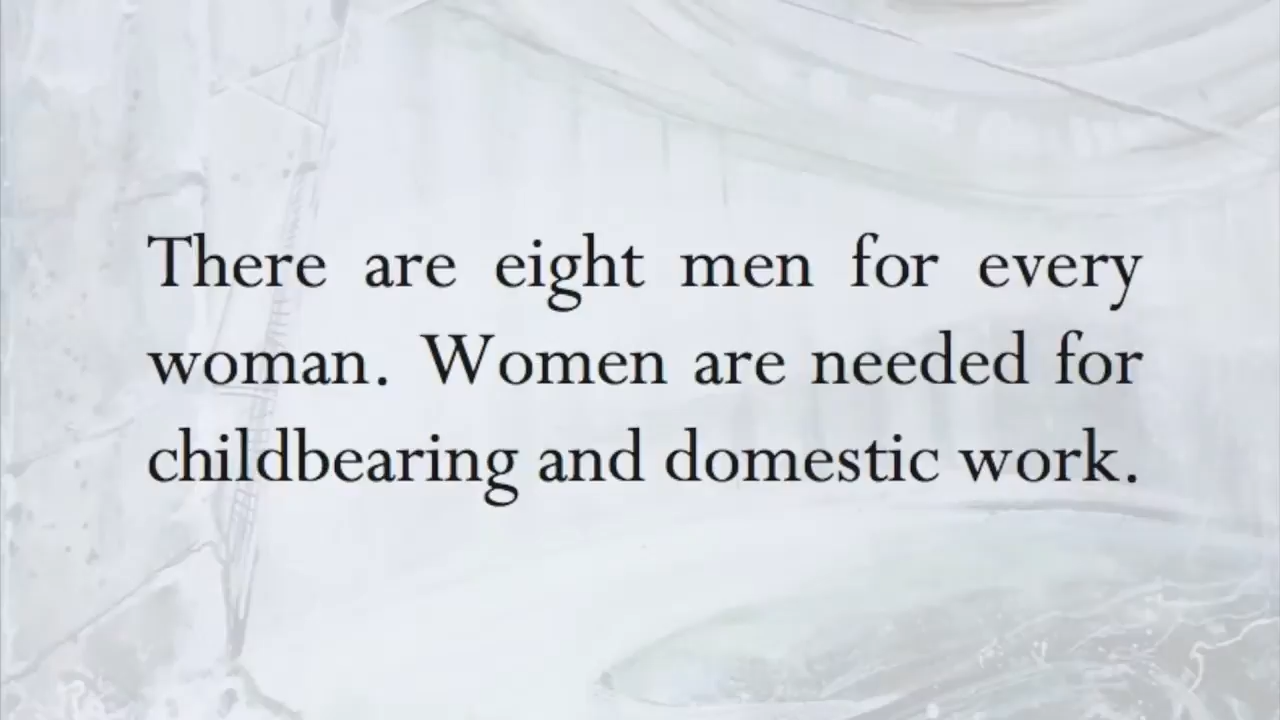 There are eight men for every
woman. Women are needed for
childbearing and domestic work.